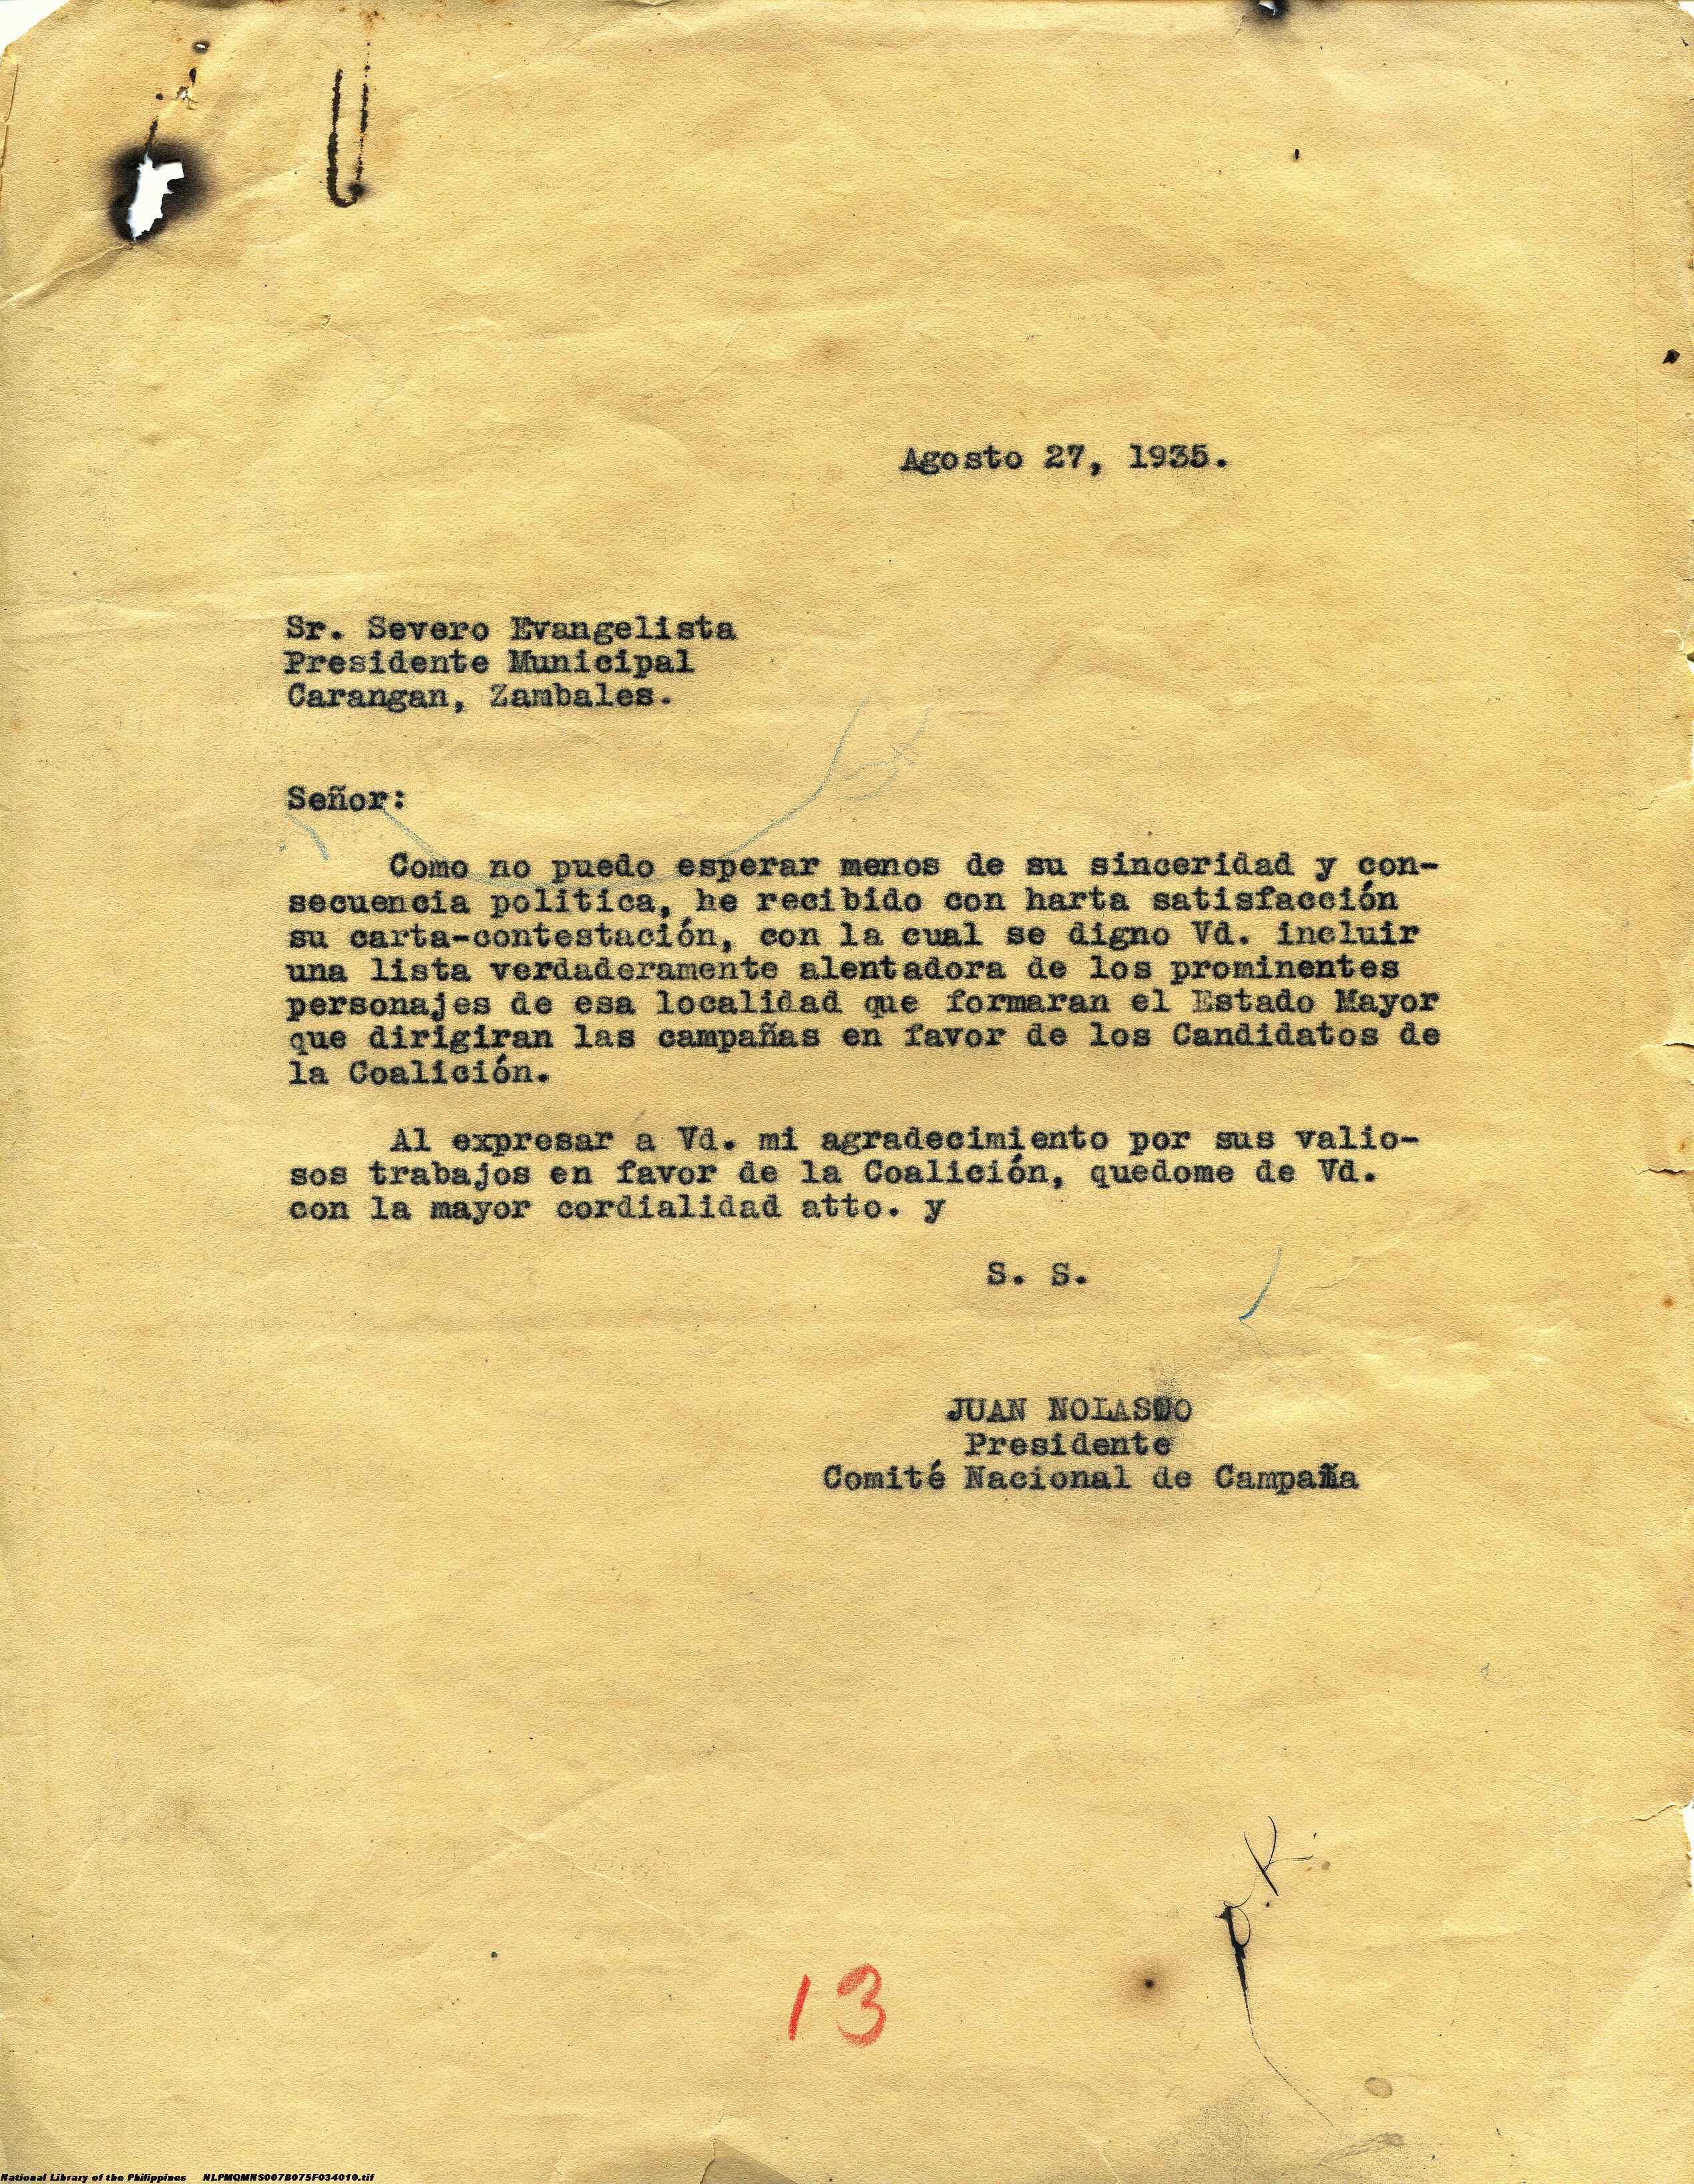 Agosto 27, 1935.
Sr. Severo Evangelista
Presidente Municipal
Carangan, Zambales.
Señor:
Como no puedo esperar menos de su sinceridad y con-
secuencia política, he recibido con harta satisfacción
su carta-contestación, con la cual se digno Vd. incluir
una lista verdaderamente alentadora de los prominentes
personajes de esa localidad que formaran el Estado Mayor
que dirigiran las campañas en favor de los Candidatos de
la Coalición.
Al expresar a Vd. mi agradecimiento por sus valio-
sos trabajos en favor de la Coalición, quedome de Vd.
con la mayor cordialidad atto. y
S. S.
JUAN NOLASCO
Presidente
Comité Nacional de Campaña
13
National Library of the Philippines NLPMQMNS007B075F034010.tif